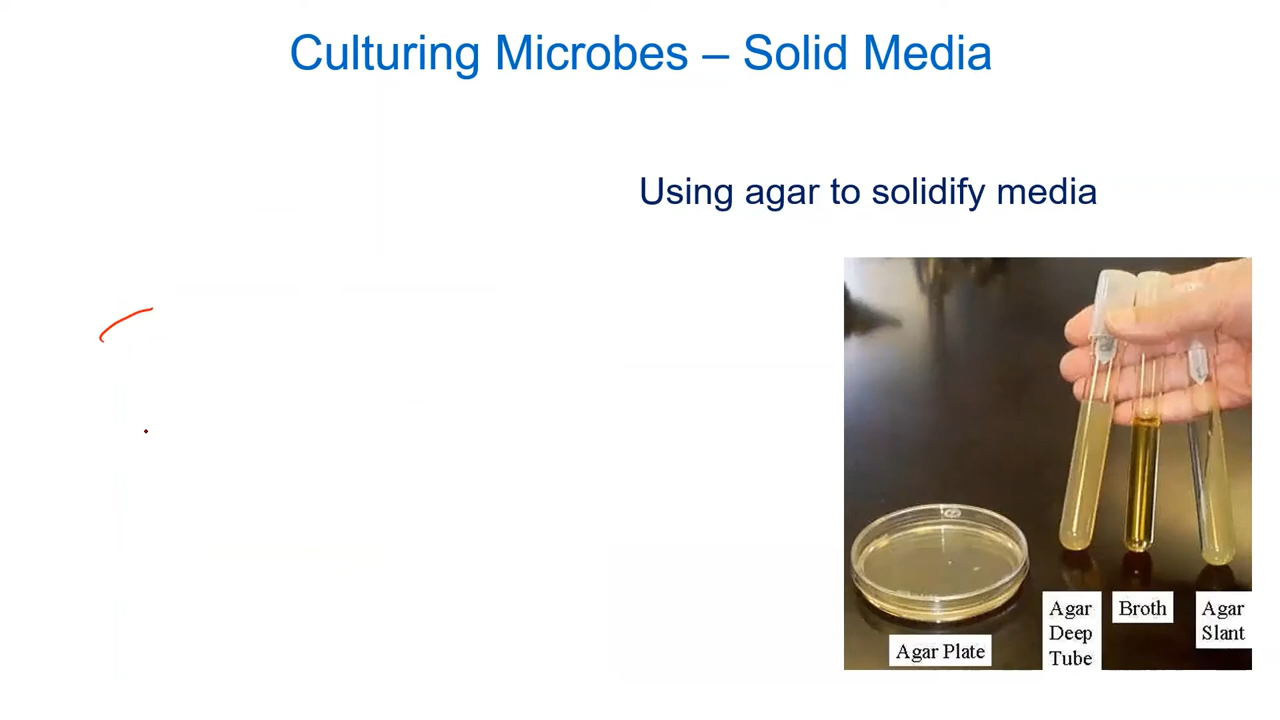 Culturing Microbes – Solid Media
Using agar to solidify media
Agar Plate
Agar
Deep
Tube
Broth
Agar
Slant